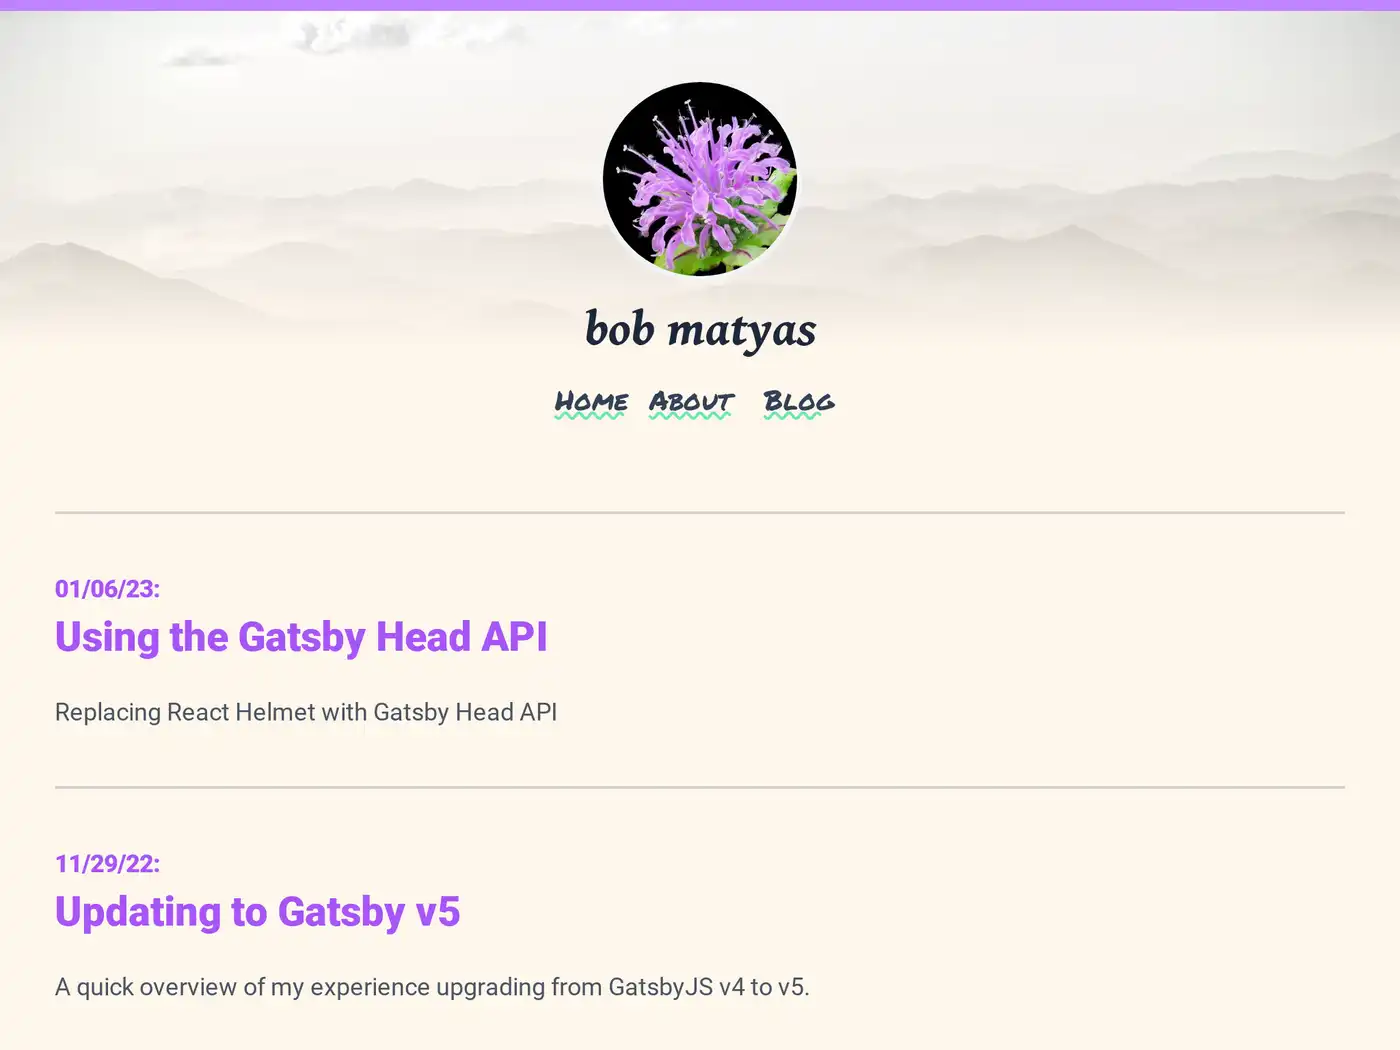 bob matyas
Home About Blog
01/06/23:
Using the Gatsby Head API
Replacing React Helmet with Gatsby Head API
11/29/22:
Updating to Gatsby v5
A quick overview of my experience upgrading from GatsbyJS v4 to v5.